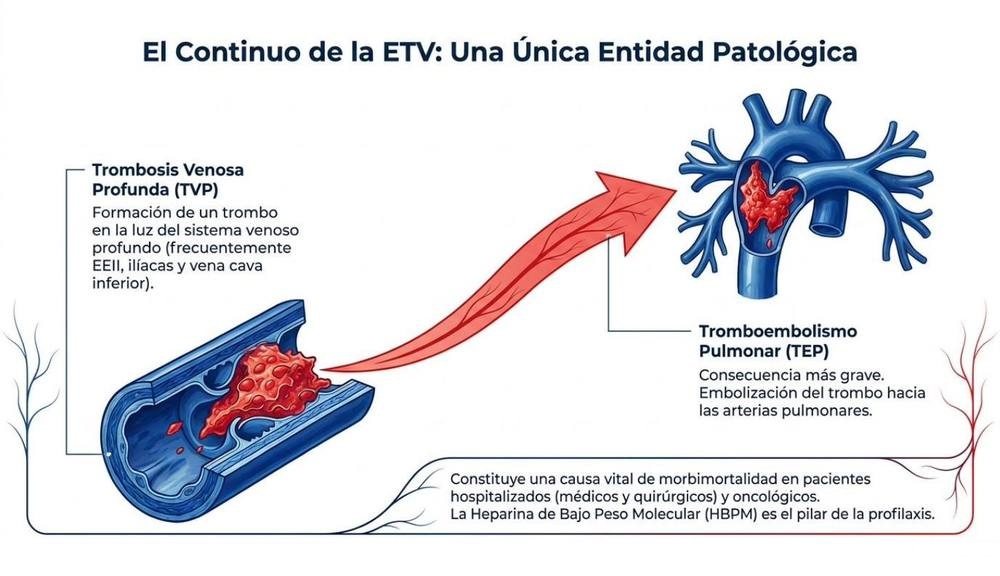 El Continuo de la ETV: Una Única Entidad Patológica
Trombosis Venosa
Profunda (TVP)
Formación de un trombo
en la luz del sistema venoso
profundo (frecuentemente
EEII, ilíacas y vena cava
inferior).
Tromboembolismo
Pulmonar (TEP)
Consecuencia más grave.
Embolización del trombo hacia
las arterias pulmonares.
Constituye una causa vital de morbimortalidad en pacientes
hospitalizados (médicos y quirúrgicos) y oncológicos.
La Heparina de Bajo Peso Molecular (HBPM) es el pilar de la profilaxis.